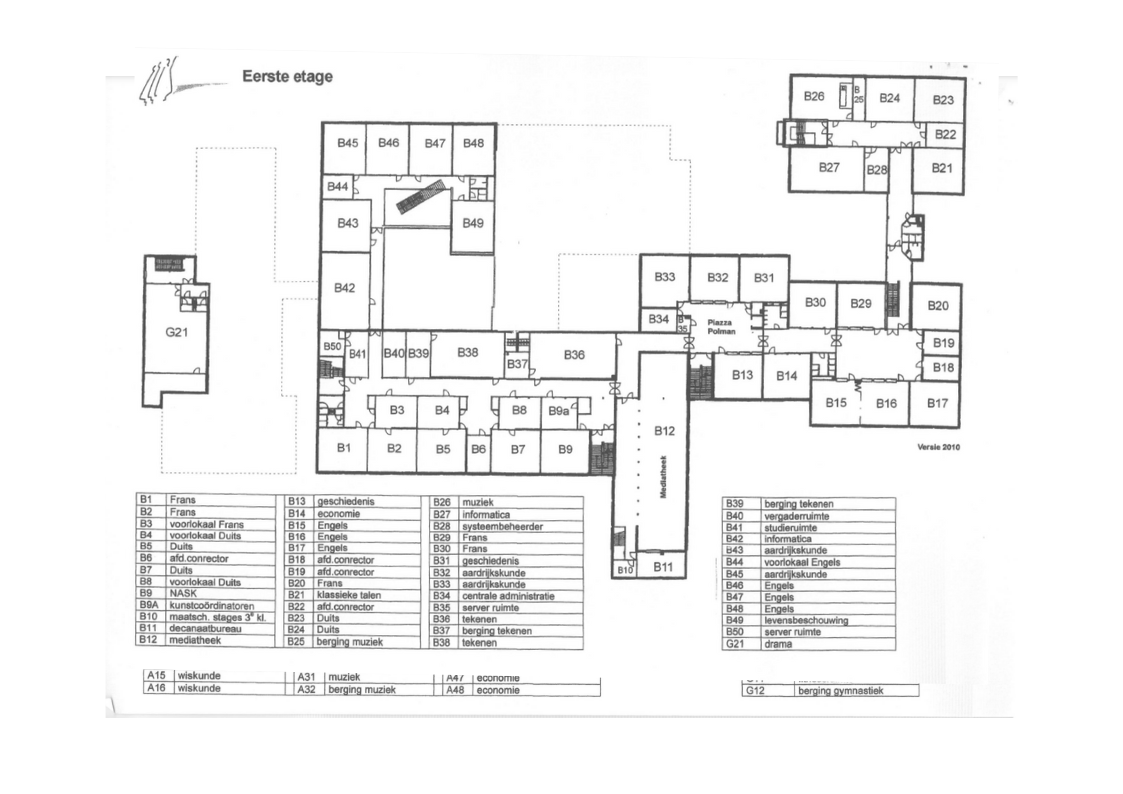 Eerste etage
B26
B 25
B24
B23
B22
B27
B28
B21
B45
B46
B47
B48
B44
B43
B49
B42
G21
B33
B32
B31
B34
B 35
Piazza Polman
B30
B29
B20
B19
B18
B50
B41
B40
B39
B38
B37
B36
B13
B14
B15
B16
B17
B3
B4
B8
B9a
B1
B2
B5
B6
B7
B9
B12
Mediatheek
B10
B11
Versie 2010
B1 Frans
B2 Frans
B3 voorlokaal Frans
B4 voorlokaal Duits
B5 Duits
B6 afd.conrector
B7 Duits
B8 voorlokaal Duits
B9 NASK
B9A kunstcoördinatoren
B10 maatsch. stages 3e kl.
B11 decanaatbureau
B12 mediatheek
B13 geschiedenis
B14 economie
B15 Engels
B16 Engels
B17 Engels
B18 afd.conrector
B19 afd.conrector
B20 Frans
B21 klassieke talen
B22 afd.conrector
B23 Duits
B24 Duits
B25 berging muziek
B26 muziek
B27 informatica
B28 systeembeheerder
B29 Frans
B30 Frans
B31 geschiedenis
B32 aardrijkskunde
B33 aardrijkskunde
B34 centrale administratie
B35 server ruimte
B36 tekenen
B37 berging tekenen
B38 tekenen
B39 berging tekenen
B40 vergaderruimte
B41 studieruimte
B42 informatica
B43 aardrijkskunde
B44 voorlokaal Engels
B45 aardrijkskunde
B46 Engels
B47 Engels
B48 Engels
B49 levensbeschouwing
B50 server ruimte
G21 drama
A15 wiskunde
A16 wiskunde
A31 muziek
A32 berging muziek
A47 economie
A48 economie
G12 berging gymnastiek